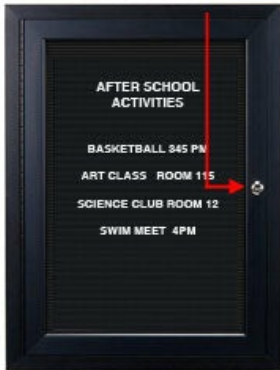 AFTER SCHOOL
ACTIVITIES
BASKETBALL 345 PM
ART CLASS ROOM 115
SCIENCE CLUB ROOM 12
SWIM MEET 4PM